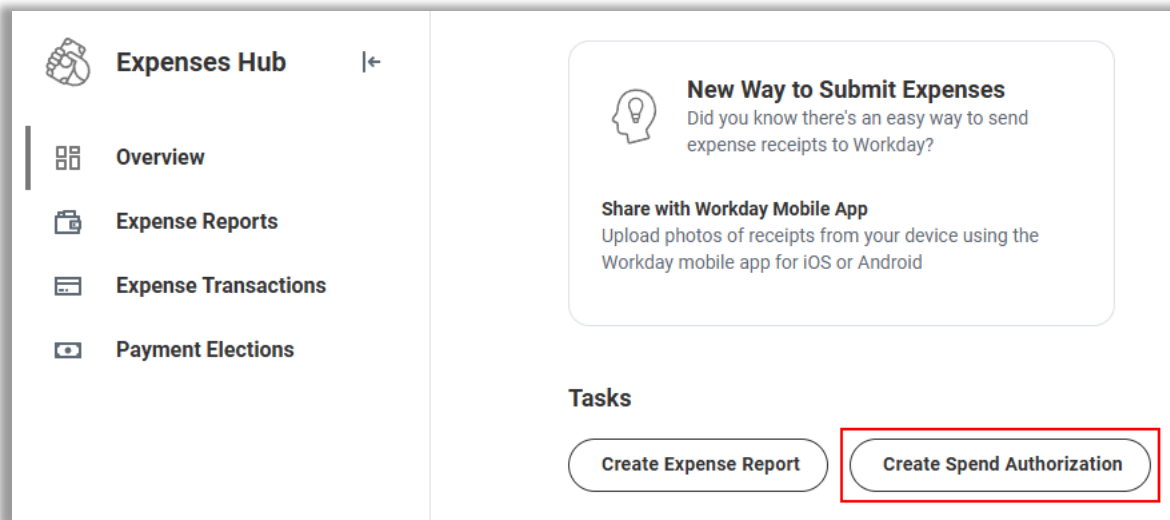 Expenses Hub
Overview
Expense Reports
Expense Transactions
Payment Elections
New Way to Submit Expenses
Did you know there's an easy way to send
expense receipts to Workday?
Share with Workday Mobile App
Upload photos of receipts from your device using the
Workday mobile app for iOS or Android
Tasks
Create Expense Report
Create Spend Authorization